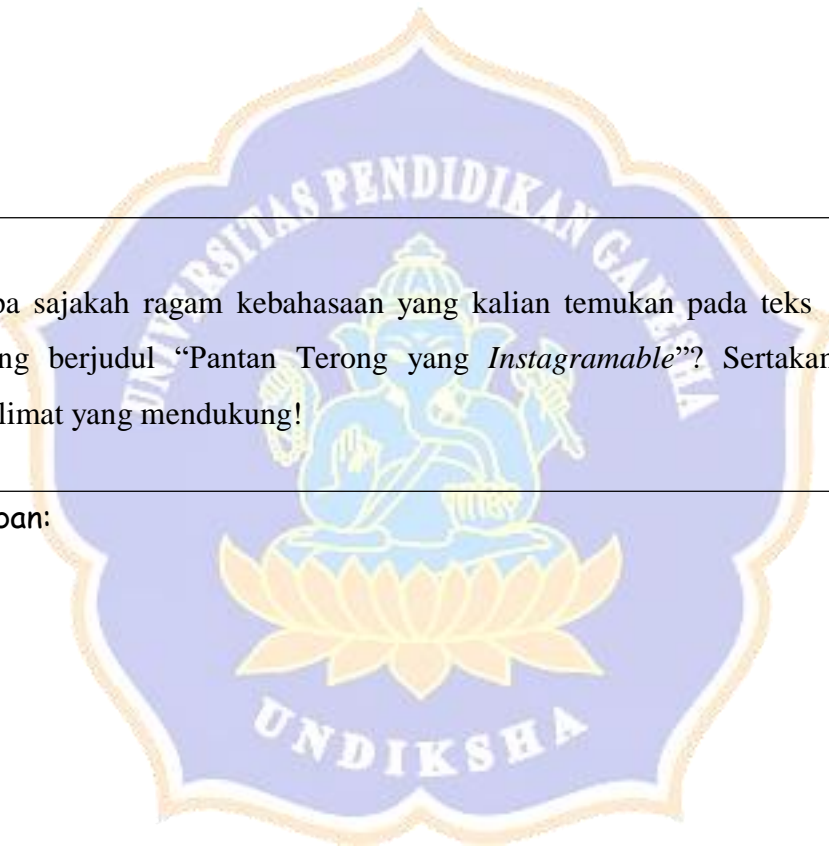 UNIVERSITAS PENDIDIKAN GANESHA
pa sajakah ragam kebahasaan yang kalian temukan pada teks
ng berjudul “Pantan Terong yang Instagramable”? Sertakan
limat yang mendukung!
oan:
UNDIKSHA